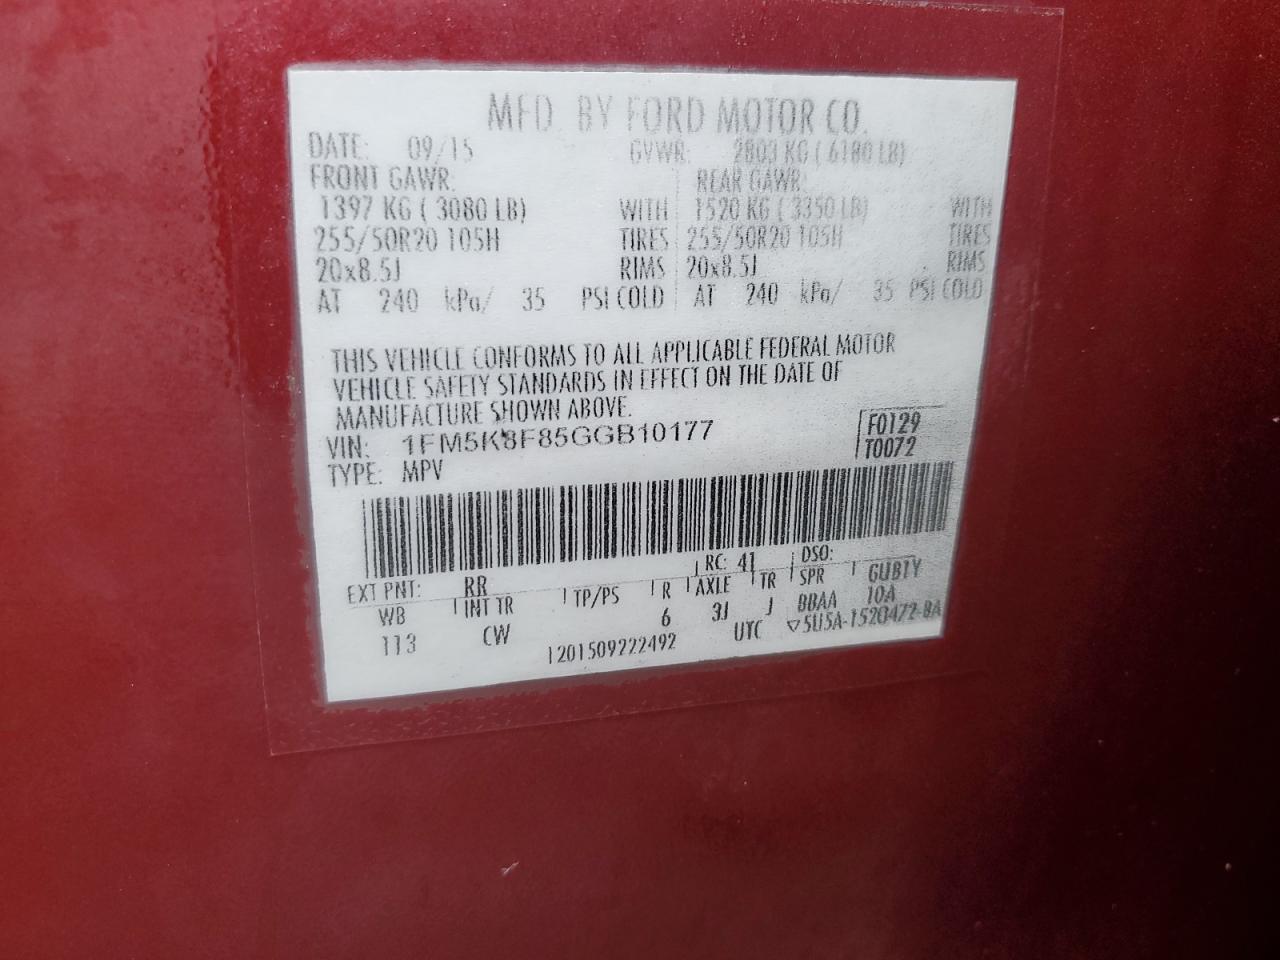 MFD. BY FORD MOTOR CO.
DATE: 09/15 GVWR: 2803 KG ( 6180 LB)
FRONT GAWR: REAR GAWR:
1397 KG ( 3080 LB) WITH 1520 KG ( 3350 LB) WITH
255/50R20 105H TIRES 255/50R20 105H TIRES
20x8.5J RIMS 20x8.5J RIMS
AT 240 kPa/ 35 PSI COLD AT 240 kPa/ 35 PSI COLD
THIS VEHICLE CONFORMS TO ALL APPLICABLE FEDERAL MOTOR
VEHICLE SAFETY STANDARDS IN EFFECT ON THE DATE OF
MANUFACTURE SHOWN ABOVE.
VIN: 1FM5K8F85GGB10177 F0129
TYPE: MPV T0072
EXT PNT: RR RC: 41 DSO:
WB INT TR TP/PS R AXLE TR SPR GUB1Y
113 CW 6 3J J BBAA 10A
1201509222492 UTC ▽5U5A-1520472-BA